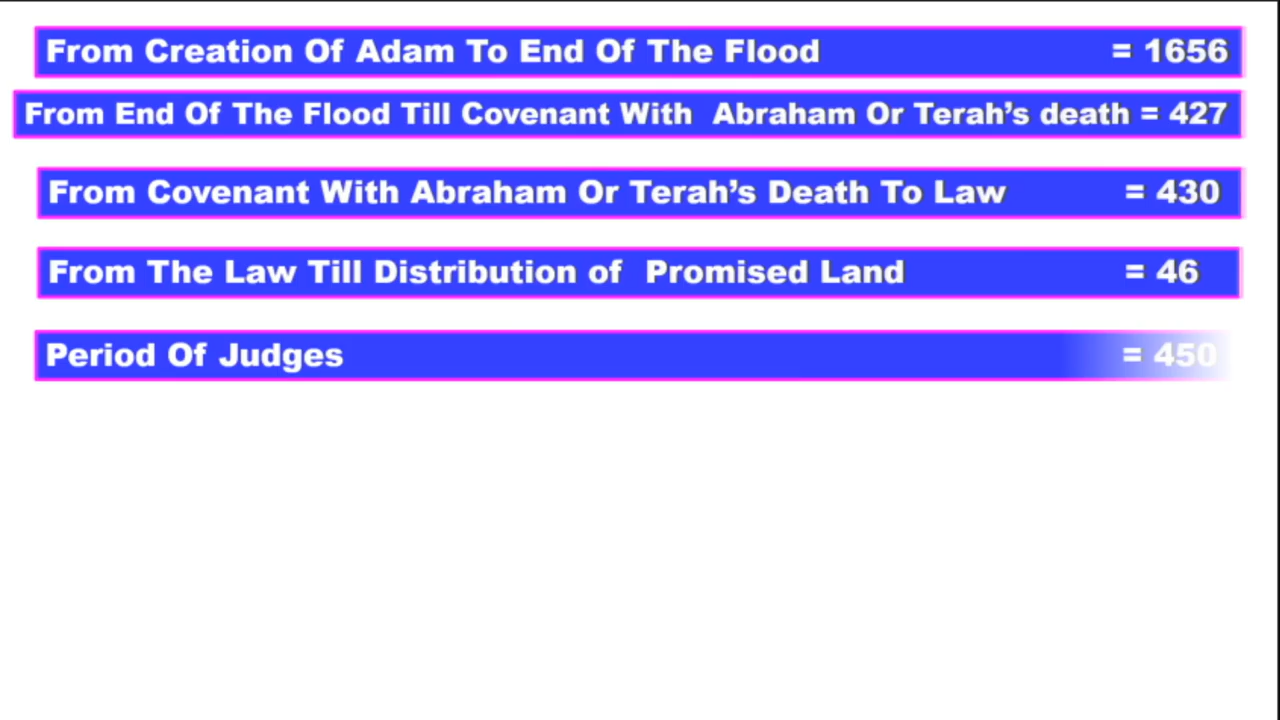 From Creation Of Adam To End Of The Flood = 1656
From End Of The Flood Till Covenant With Abraham Or Terah’s death = 427
From Covenant With Abraham Or Terah’s Death To Law = 430
From The Law Till Distribution of Promised Land = 46
Period Of Judges = 450